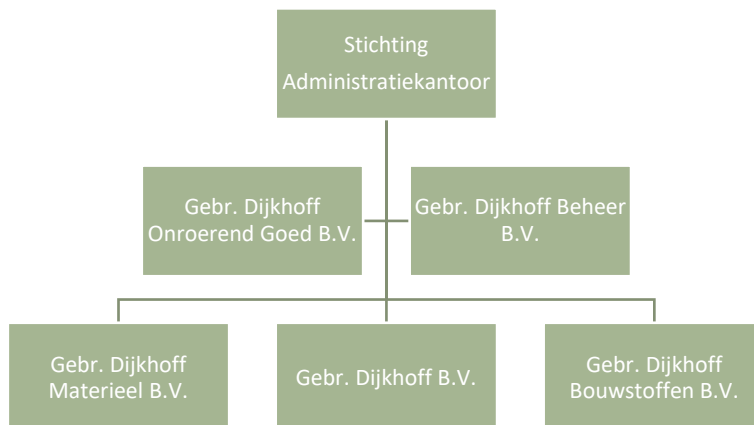 Stichting
Administratiekantoor
Gebr. Dijkhoff
Onroerend Goed B.V.
Gebr. Dijkhoff Beheer
B.V.
Gebr. Dijkhoff
Materieel B.V.
Gebr. Dijkhoff B.V.
Gebr. Dijkhoff
Bouwstoffen B.V.